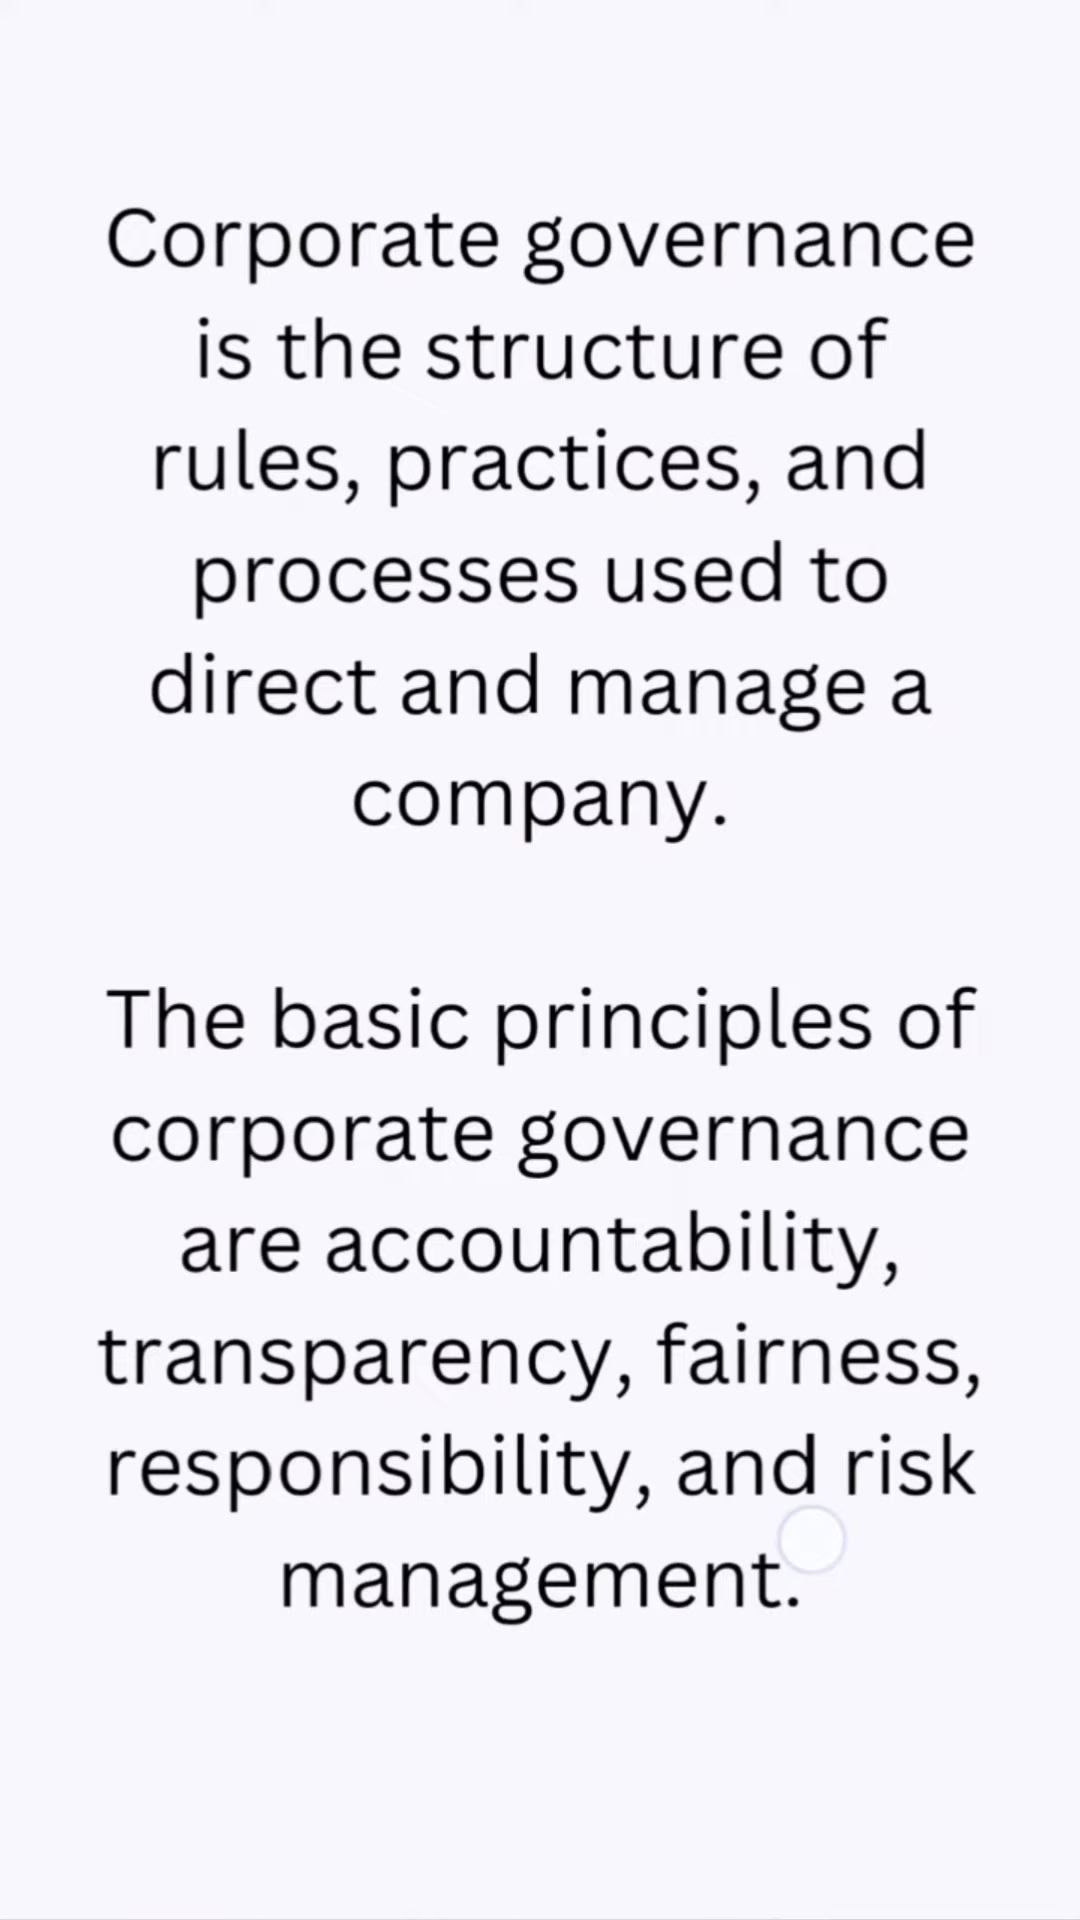 Corporate governance
is the structure of
rules, practices, and
processes used to
direct and manage a
company.
The basic principles of
corporate governance
are accountability,
transparency, fairness,
responsibility, and risk
management.